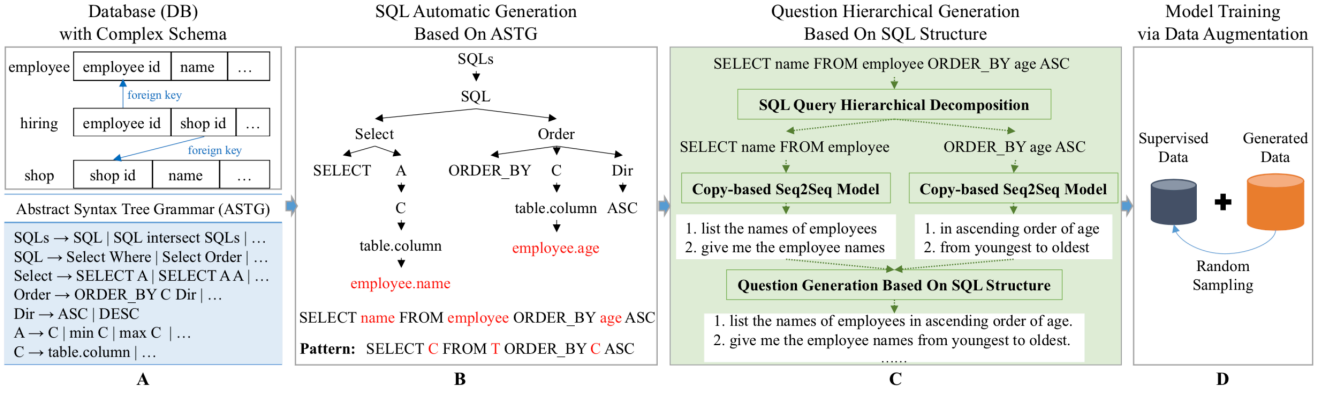 Database (DB)
with Complex Schema
employee employee id name …
foreign key
hiring employee id shop id …
foreign key
shop shop id name …
Abstract Syntax Tree Grammar (ASTG)
SQLs → SQL | SQL intersect SQLs | …
SQL → Select Where | Select Order | …
Select → SELECT A | SELECT A A | …
Order → ORDER_BY C Dir | …
Dir → ASC | DESC
A → C | min C | max C | …
C → table.column | …
A
SQL Automatic Generation
Based On ASTG
SQLs
SQL
Select Order
SELECT A ORDER_BY C Dir
C table.column ASC
table.column employee.age
employee.name
SELECT name FROM employee ORDER_BY age ASC
Pattern: SELECT C FROM T ORDER_BY C ASC
B
Question Hierarchical Generation
Based On SQL Structure
SELECT name FROM employee ORDER_BY age ASC
SQL Query Hierarchical Decomposition
SELECT name FROM employee ORDER_BY age ASC
Copy-based Seq2Seq Model Copy-based Seq2Seq Model
1. list the names of employees 1. in ascending order of age
2. give me the employee names 2. from youngest to oldest
Question Generation Based On SQL Structure
1. list the names of employees in ascending order of age.
2. give me the employee names from youngest to oldest.
……
C
Model Training
via Data Augmentation
Supervised Generated
Data Data
+
Random
Sampling
D